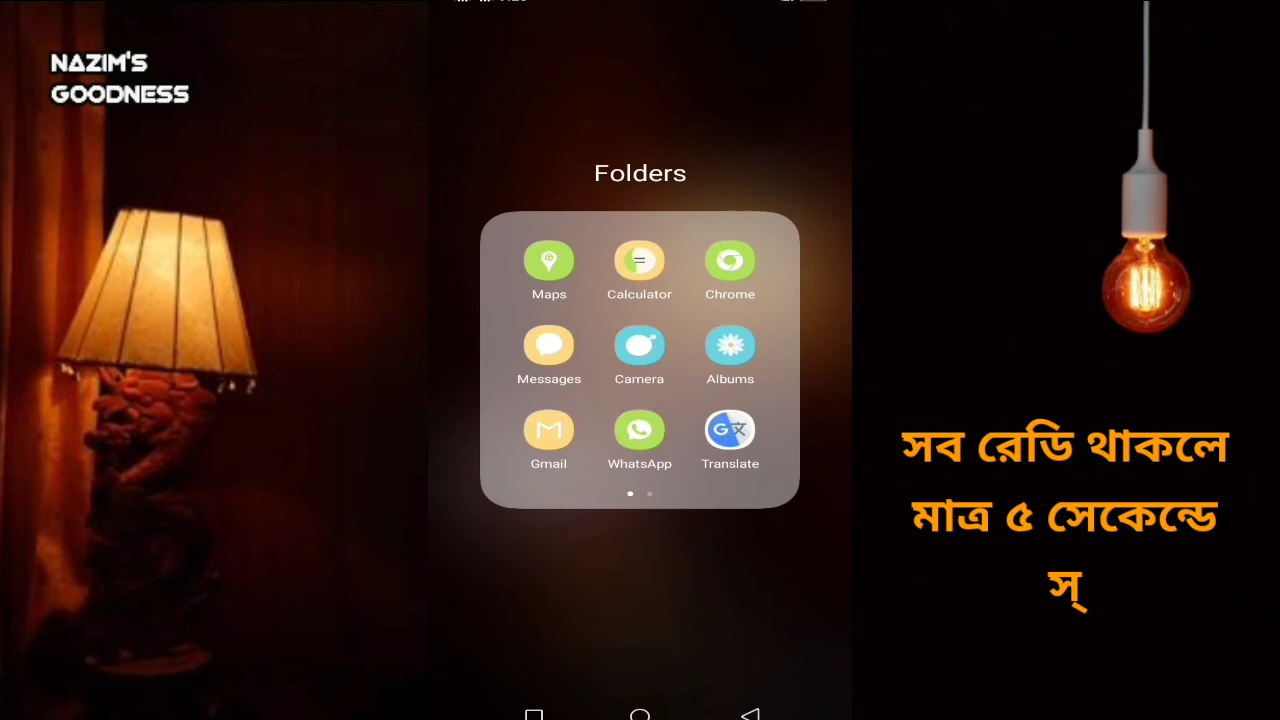 NAZIM'S
GOODNESS
Folders
Maps
Calculator
Chrome
Messages
Camera
Albums
Gmail
WhatsApp
Translate
সব রেডি থাকলে
মাত্র ৫ সেকেন্ডে
স্